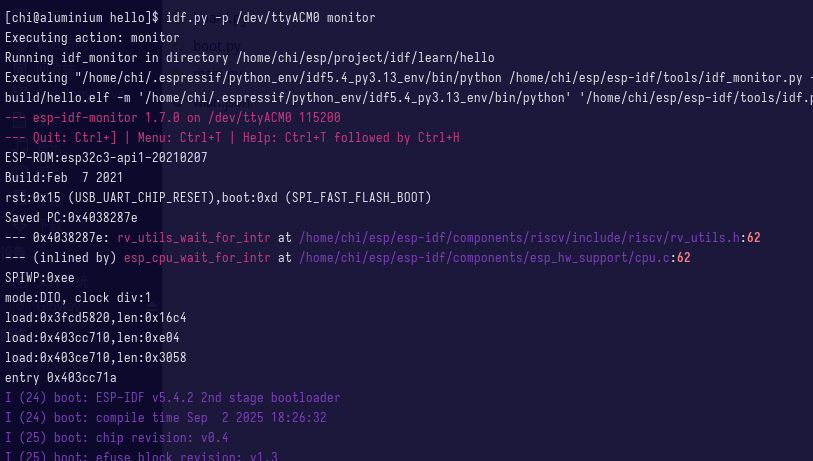 [chi@aluminium hello]$ idf.py -p /dev/ttyACM0 monitor
Executing action: monitor
Running idf_monitor in directory /home/chi/esp/project/idf/learn/hello
Executing "/home/chi/.espressif/python_env/idf5.4_py3.13_env/bin/python /home/chi/esp/esp-idf/tools/idf_monitor.py -
build/hello.elf -m '/home/chi/.espressif/python_env/idf5.4_py3.13_env/bin/python' '/home/chi/esp/esp-idf/tools/idf.p
--- esp-idf-monitor 1.7.0 on /dev/ttyACM0 115200
--- Quit: Ctrl+] | Menu: Ctrl+T | Help: Ctrl+T followed by Ctrl+H
ESP-ROM:esp32c3-api1-20210207
Build:Feb  7 2021
rst:0x15 (USB_UART_CHIP_RESET),boot:0xd (SPI_FAST_FLASH_BOOT)
Saved PC:0x4038287e
--- 0x4038287e: rv_utils_wait_for_intr at /home/chi/esp/esp-idf/components/riscv/include/riscv/rv_utils.h:62
--- (inlined by) esp_cpu_wait_for_intr at /home/chi/esp/esp-idf/components/esp_hw_support/cpu.c:62
SPIWP:0xee
mode:DIO, clock div:1
load:0x3fcd5820,len:0x16c4
load:0x403cc710,len:0xe04
load:0x403ce710,len:0x3058
entry 0x403cc71a
I (24) boot: ESP-IDF v5.4.2 2nd stage bootloader
I (24) boot: compile time Sep  2 2025 18:26:32
I (25) boot: chip revision: v0.4
I (25) boot: efuse block revision: v1.3